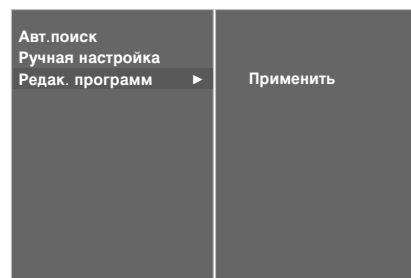 Авт.поиск
Ручная настройка
Редак. программ ►
Применить